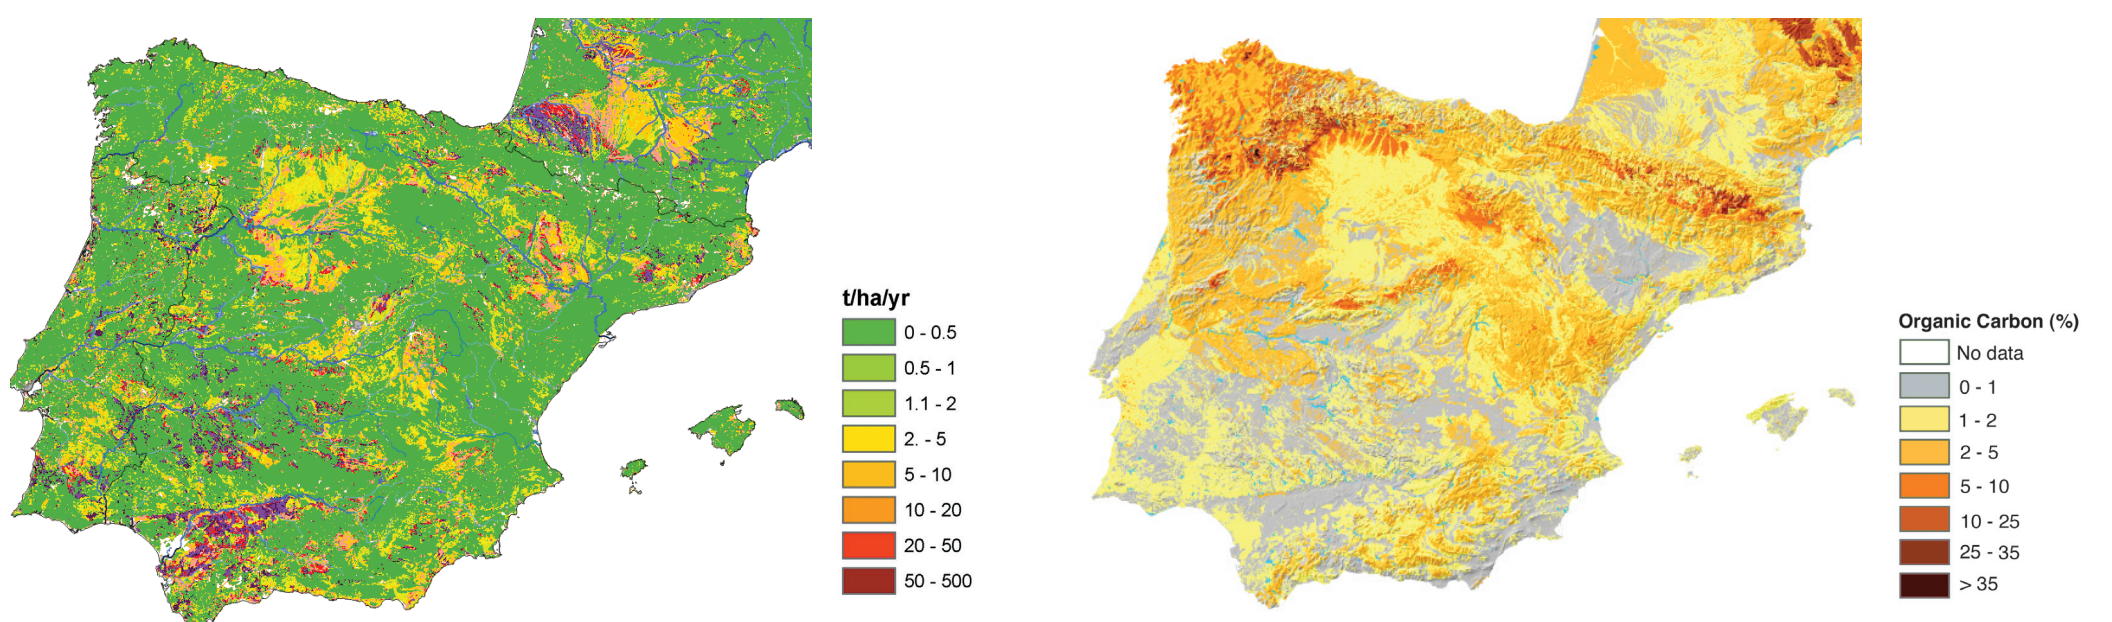 t/ha/yr
0 - 0.5
0.5 - 1
1.1 - 2
2. - 5
5 - 10
10 - 20
20 - 50
50 - 500
Organic Carbon (%)
No data
0 - 1
1 - 2
2 - 5
5 - 10
10 - 25
25 - 35
> 35